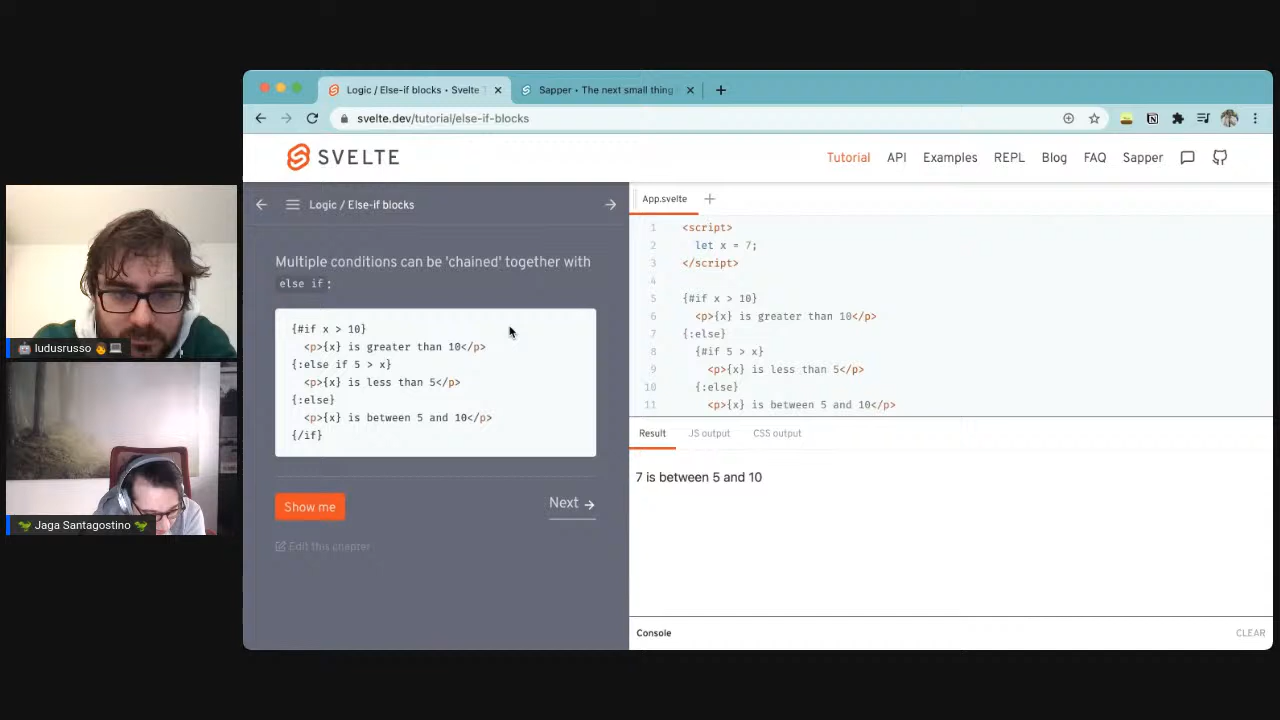 Logic / Else-if blocks • Svelte T
Sapper • The next small thing
svelte.dev/tutorial/else-if-blocks
SVELTE
Tutorial
API
Examples
REPL
Blog
FAQ
Sapper
Logic / Else-if blocks
Multiple conditions can be 'chained' together with
else if:
{#if x > 10}
<p>{x} is greater than 10</p>
{:else if 5 > x}
<p>{x} is less than 5</p>
{:else}
<p>{x} is between 5 and 10</p>
{/if}
Show me
Next
Edit this chapter
App.svelte
1 <script>
2 let x = 7;
3 </script>
4
5 {#if x > 10}
6 <p>{x} is greater than 10</p>
7 {:else}
8 {#if 5 > x}
9 <p>{x} is less than 5</p>
10 {:else}
11 <p>{x} is between 5 and 10</p>
Result
JS output
CSS output
7 is between 5 and 10
Console
CLEAR
🤖 ludusrusso 👨‍💻
🦖 Jaga Santagostino 🦖